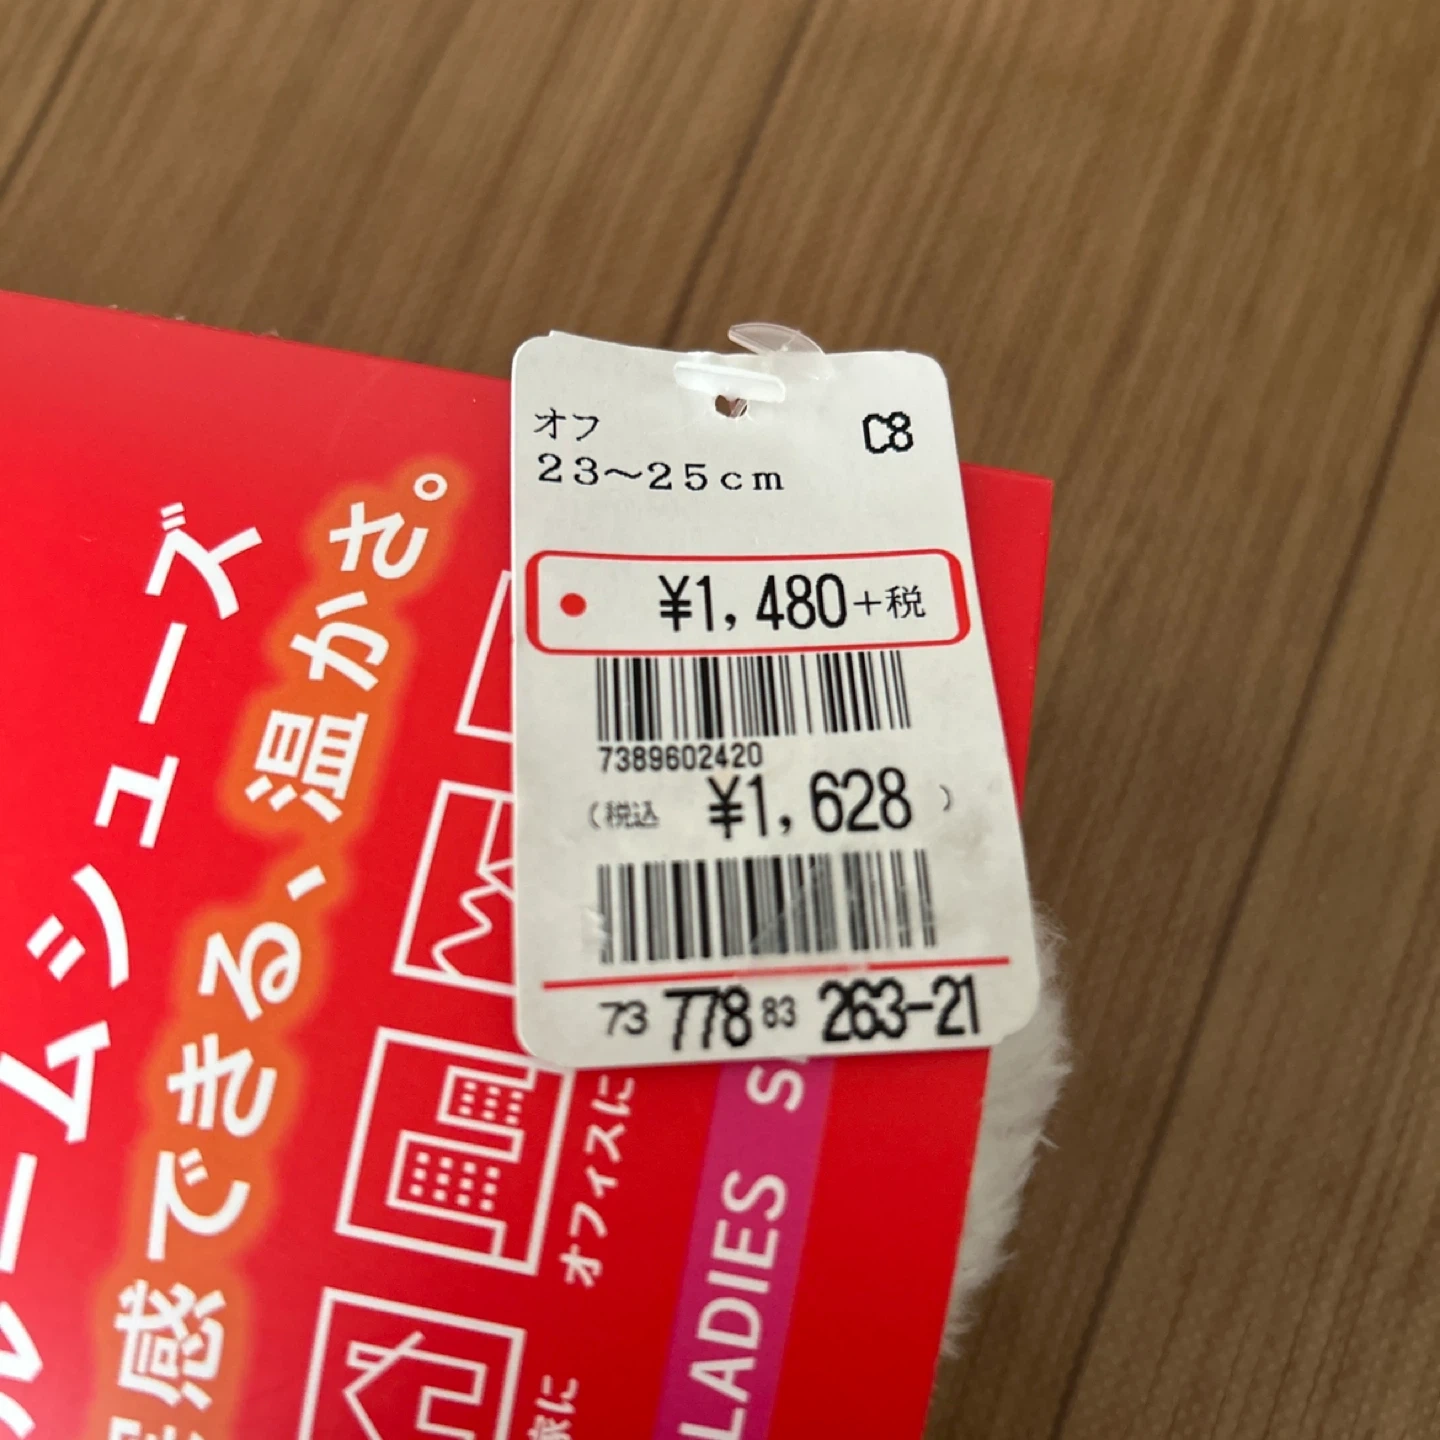 オフ
C8
23～25cm
¥1,480+税
7389602420
(税込 ¥1,628)
73 778 83 263-21
ルームシューズ
感できる、温かさ。
オフィスに
旅に
LADIES